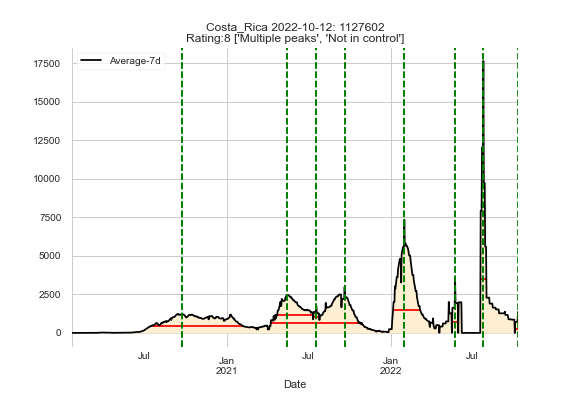 Costa_Rica 2022-10-12: 1127602
Rating:8 ['Multiple peaks', 'Not in control']
Average-7d
17500
15000
12500
10000
7500
5000
2500
0
Jul
Jan
2021
Jul
Jan
2022
Jul
Date